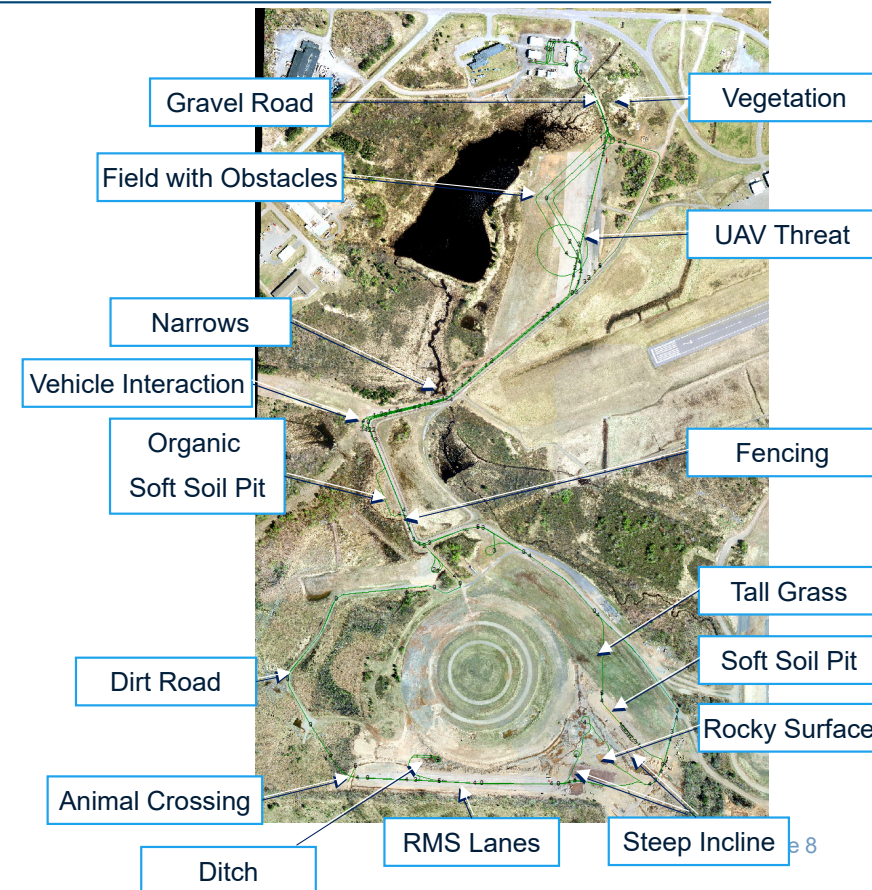 Gravel Road
Vegetation
Field with Obstacles
UAV Threat
Narrows
Vehicle Interaction
Organic
Soft Soil Pit
Fencing
Tall Grass
Soft Soil Pit
Dirt Road
Rocky Surface
Animal Crossing
RMS Lanes
Steep Incline
e 8
Ditch